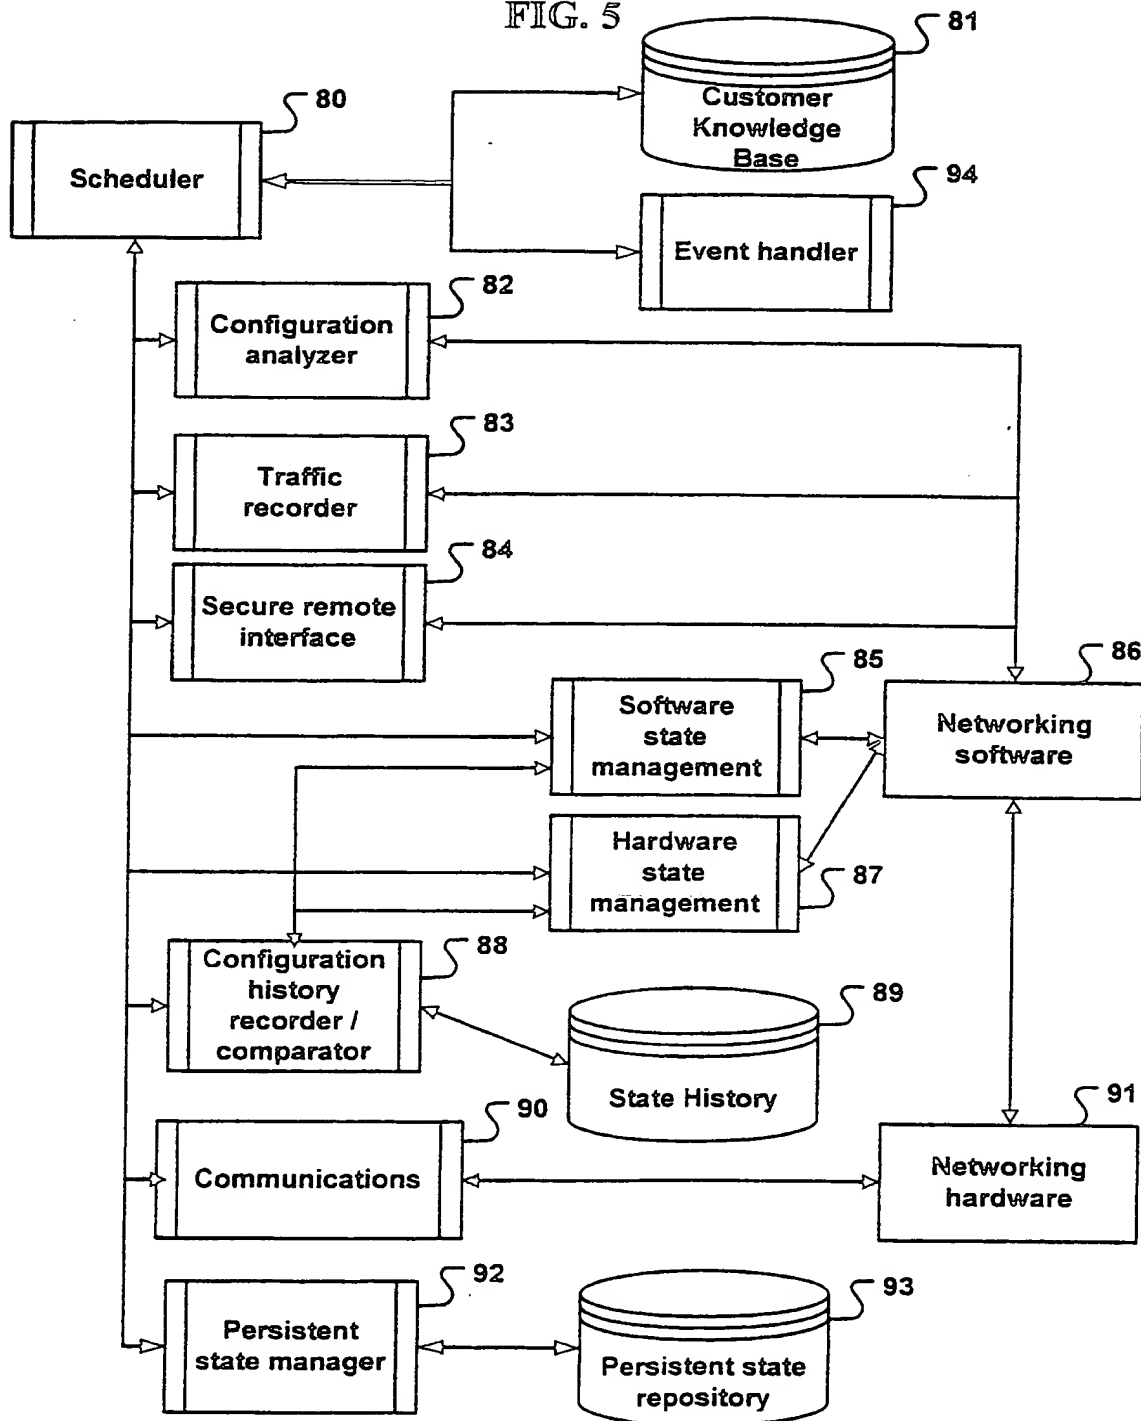 FIG. 5
81
Customer
Knowledge
Base
80
Scheduler
94
Event handler
82
Configuration
analyzer
83
Traffic
recorder
84
Secure remote
interface
85
Software
state
management
86
Networking
software
Hardware
state
management
87
88
Configuration
history
recorder /
comparator
89
State History
90
Communications
91
Networking
hardware
92
Persistent
state manager
93
Persistent state
repository